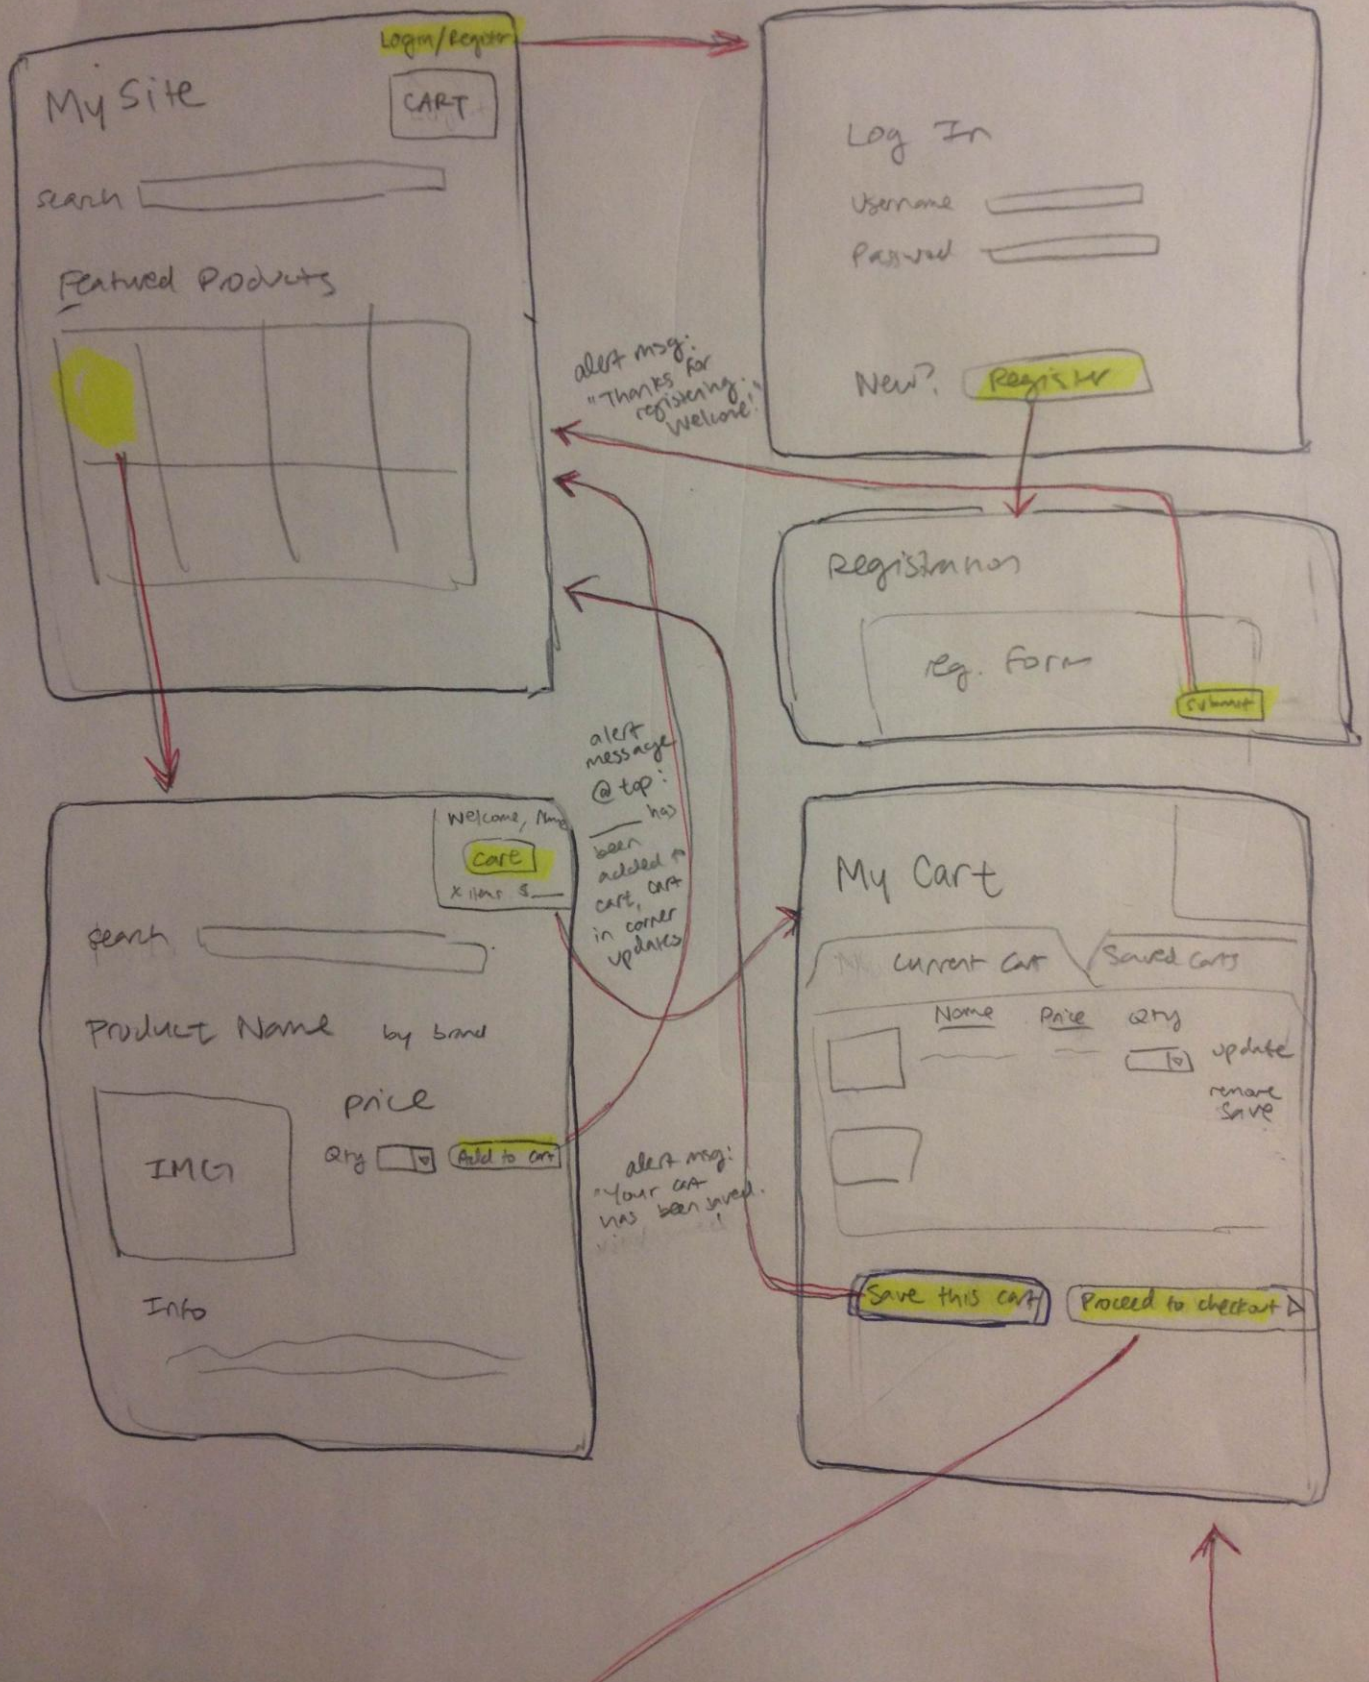 Login/Register
My Site
CART
search
Featured Products
Log In
Username
Password
New? Register
alert msg:
"Thanks for
registering.
Welcome!"
Registration
reg. Form
submit
Welcome, Name
cart
x items $___
search
Product Name by brand
IMG
price
Qty Add to cart
Info
alert
message
@ top:
___ has
been
added to
cart, cart
in corner
updates
My Cart
Current Cart
Saved Carts
Name Price Qty
update
remove
save
alert msg:
"Your cart
has been saved.
Save this cart
Proceed to checkout